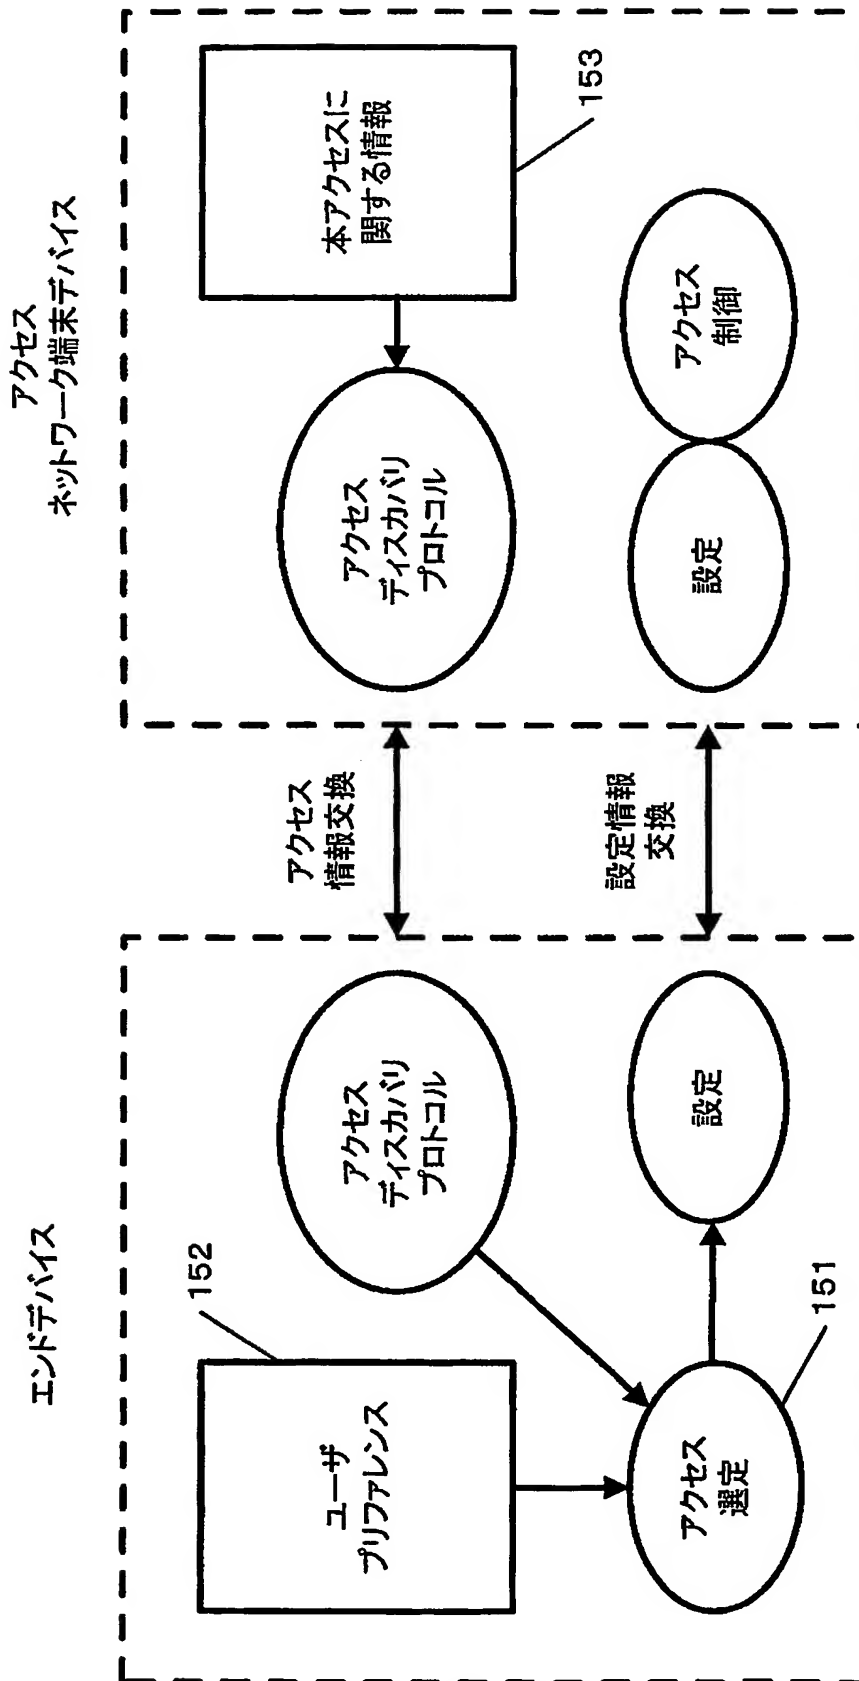 エンドデバイス
ユーザ
プリファレンス
152
アクセス
ディスカバリ
プロトコル
アクセス
選定
151
設定
アクセス
情報交換
設定情報
交換
アクセス
ネットワーク端末デバイス
アクセス
ディスカバリ
プロトコル
本アクセスに
関する情報
153
設定
アクセス
制御